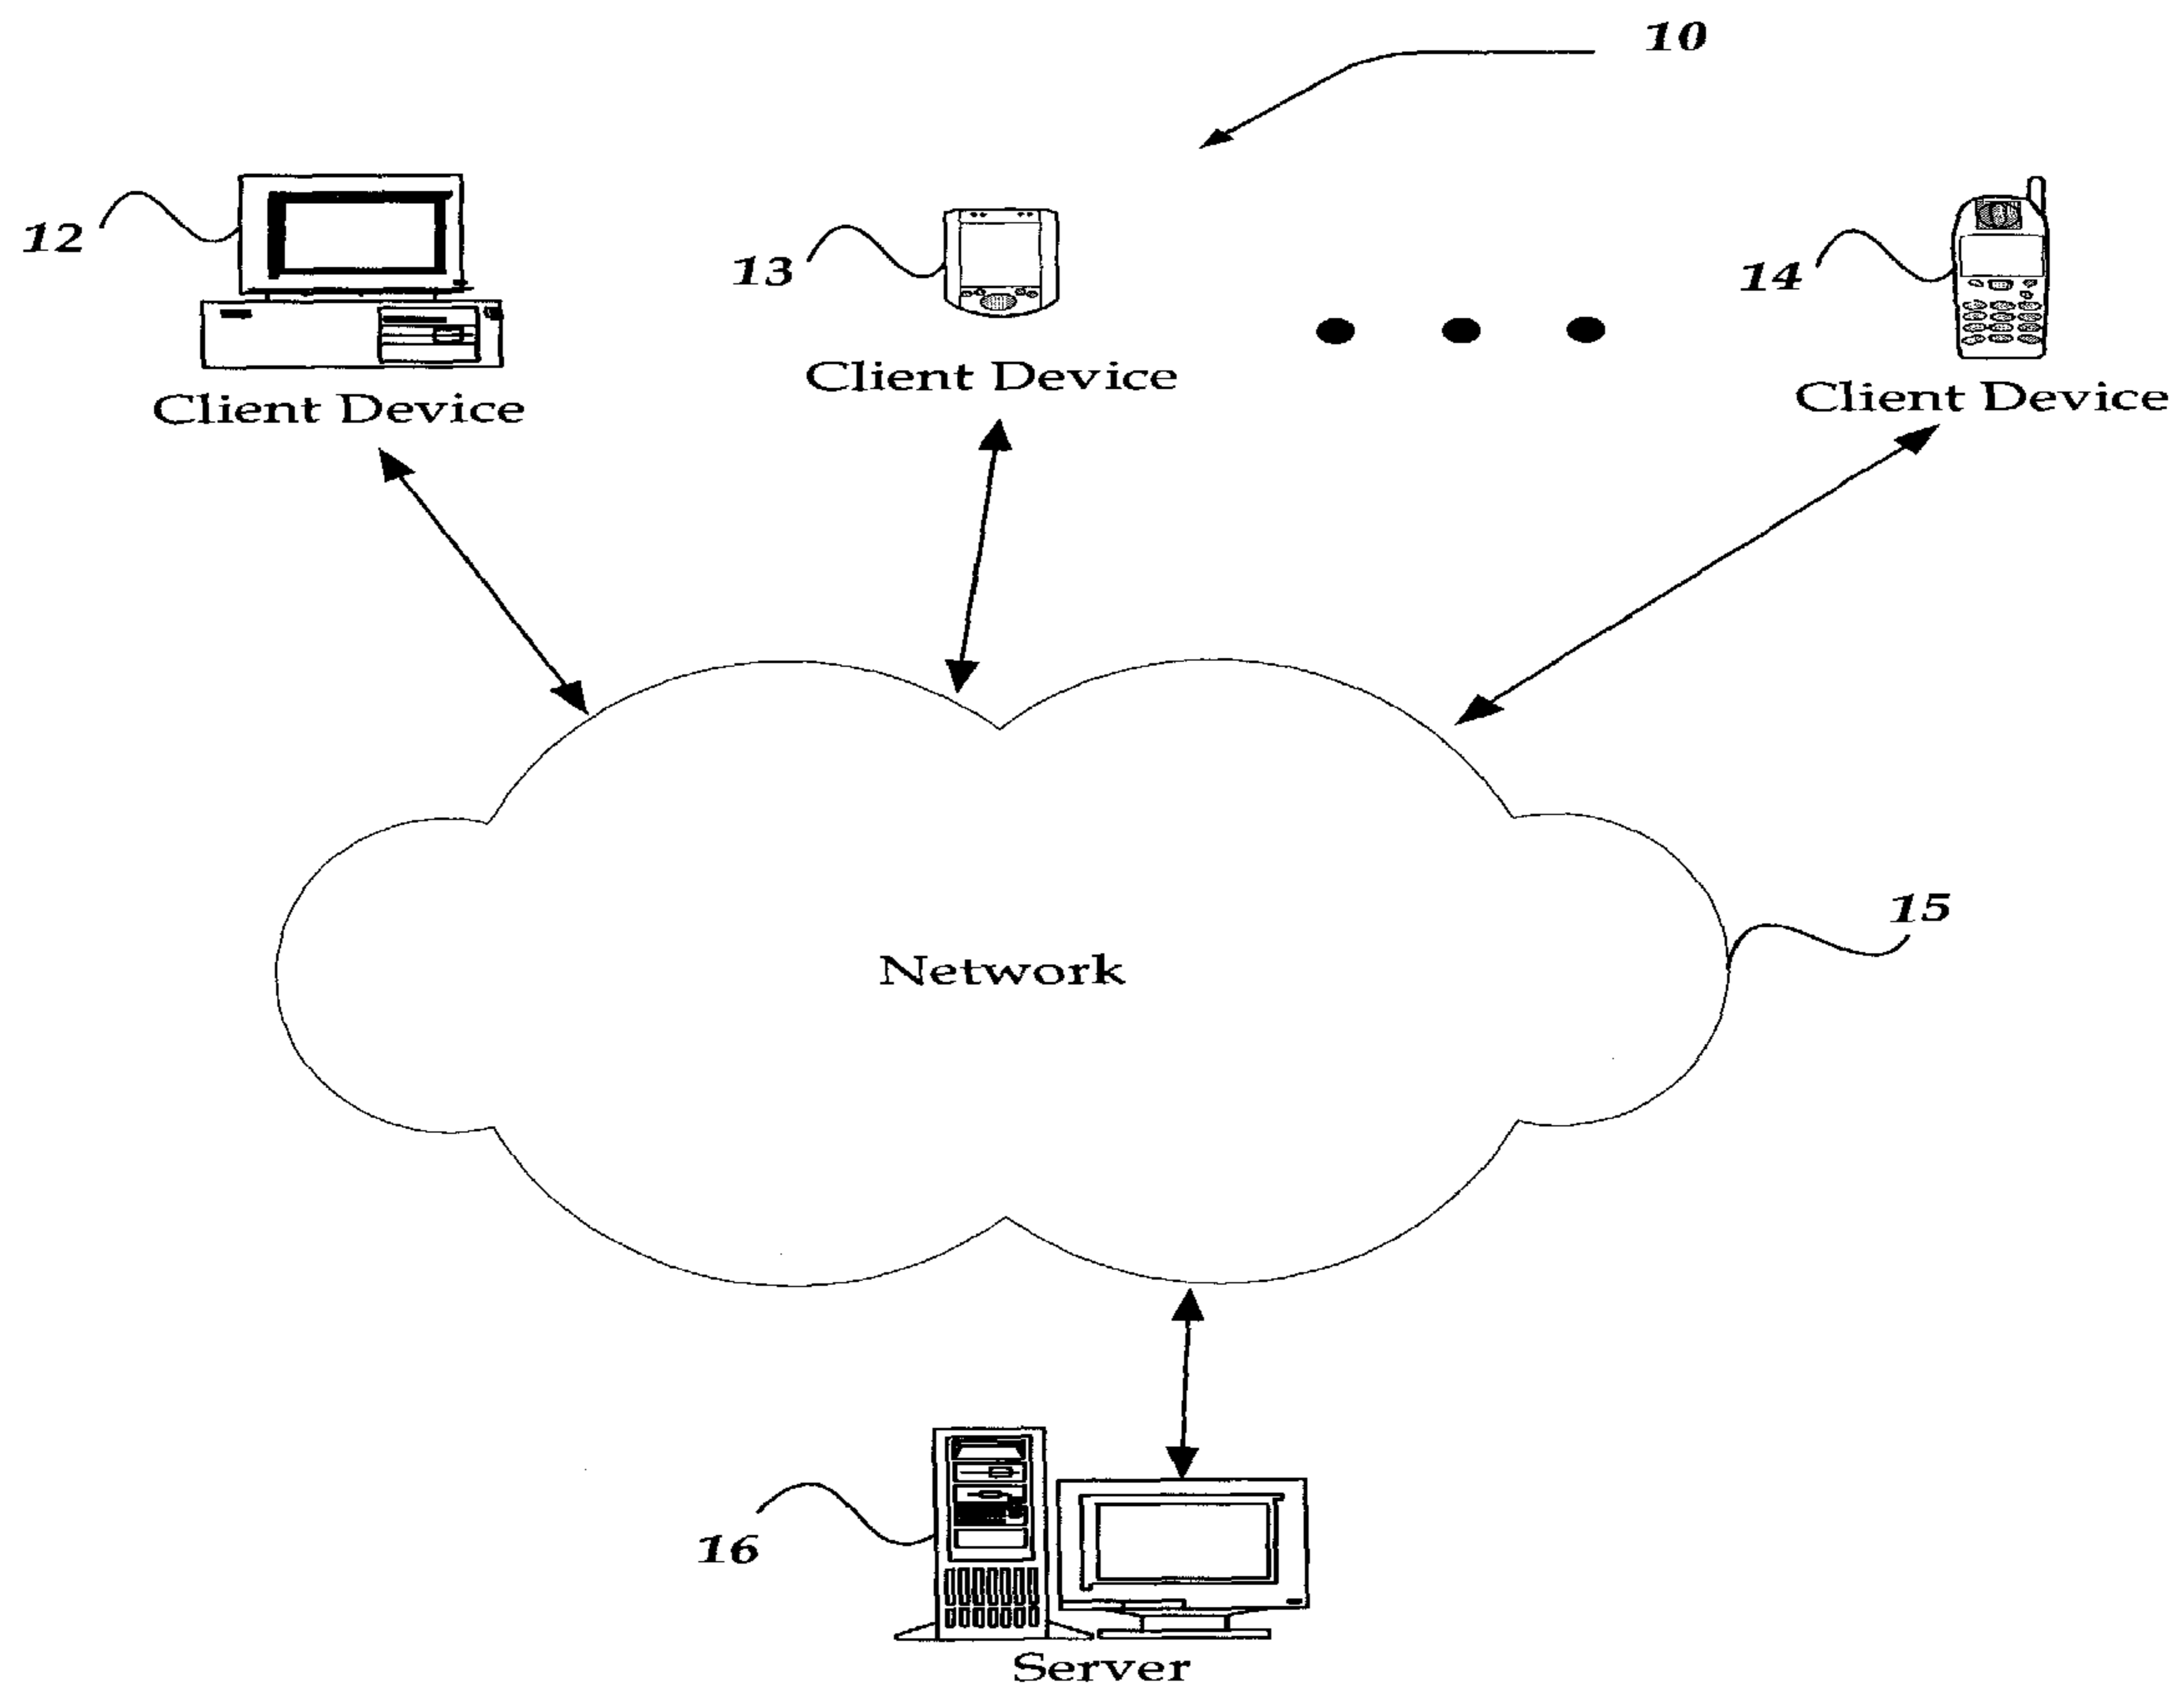 10
12
13
14
Client Device
Client Device
Client Device
15
Network
16
Server